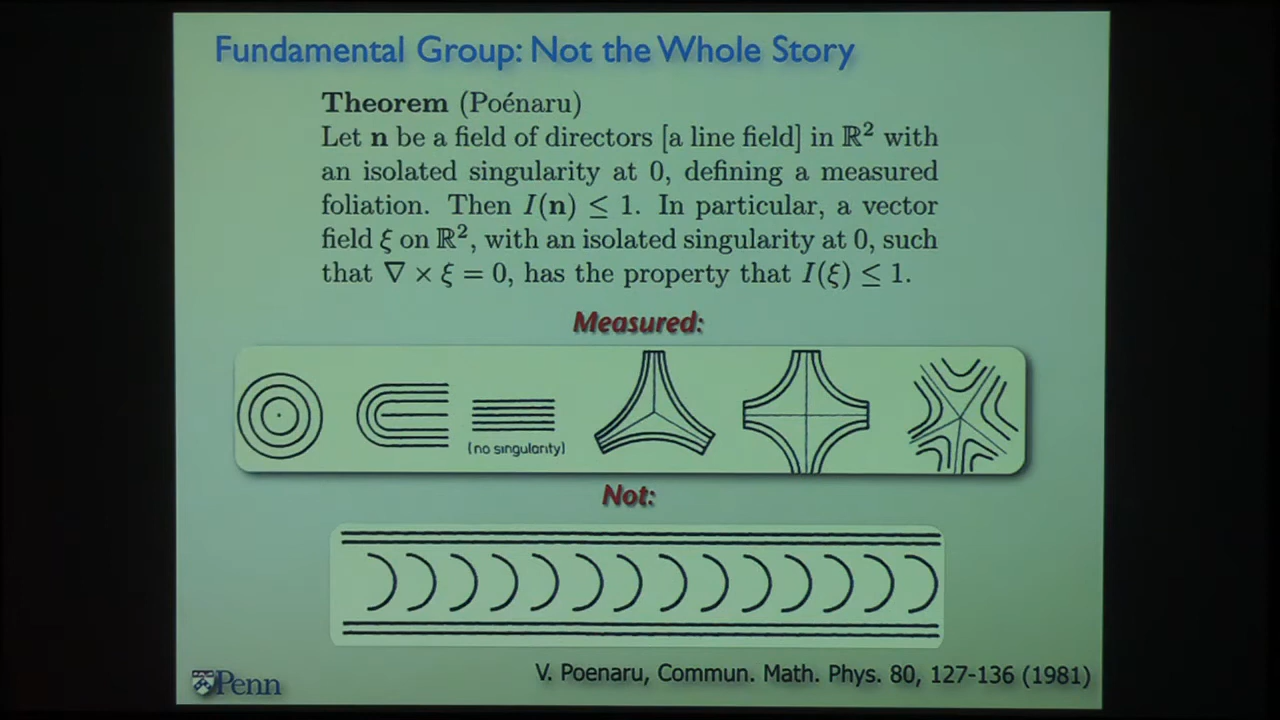 Fundamental Group: Not the Whole Story
Theorem (Poénaru)
Let n be a field of directors [a line field] in ℝ² with
an isolated singularity at 0, defining a measured
foliation. Then I(n) ≤ 1. In particular, a vector
field ξ on ℝ², with an isolated singularity at 0, such
that ∇ × ξ = 0, has the property that I(ξ) ≤ 1.
Measured:
(no singularity)
Not:
V. Poenaru, Commun. Math. Phys. 80, 127-136 (1981)
Penn